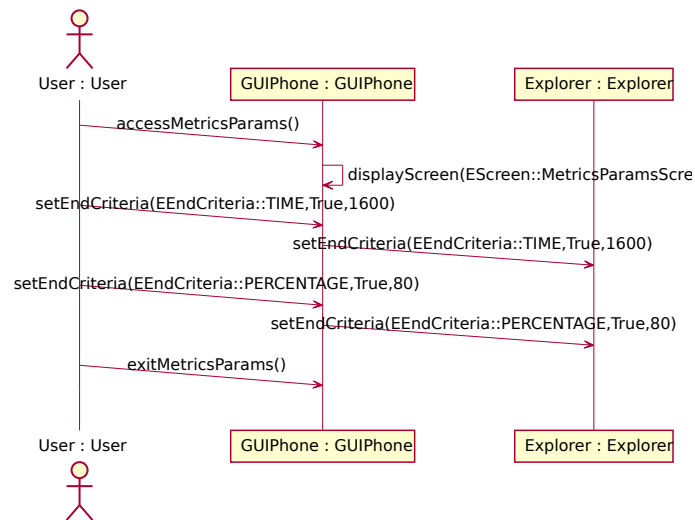 User : User
GUIPhone : GUIPhone
Explorer : Explorer
accessMetricsParams()
displayScreen(EScreen::MetricsParamsScre
setEndCriteria(EEndCriteria::TIME,True,1600)
setEndCriteria(EEndCriteria::TIME,True,1600)
setEndCriteria(EEndCriteria::PERCENTAGE,True,80)
setEndCriteria(EEndCriteria::PERCENTAGE,True,80)
exitMetricsParams()
User : User
GUIPhone : GUIPhone
Explorer : Explorer